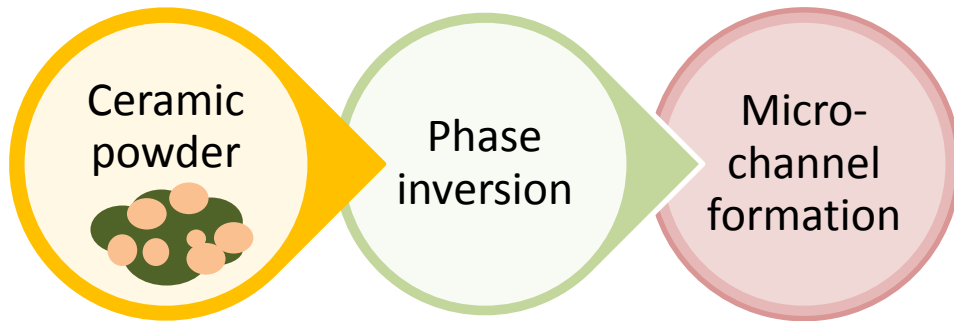 Ceramic
powder
Phase
inversion
Micro-
channel
formation